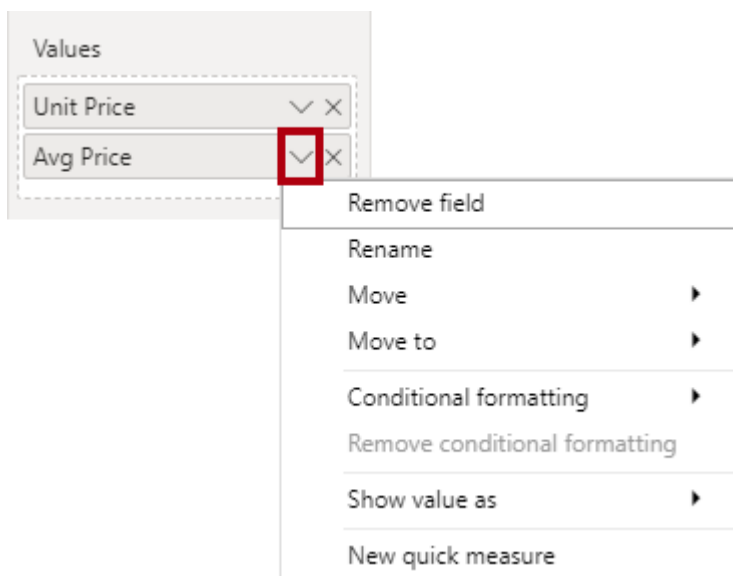 Values
Unit Price
Avg Price
Remove field
Rename
Move
Move to
Conditional formatting
Remove conditional formatting
Show value as
New quick measure